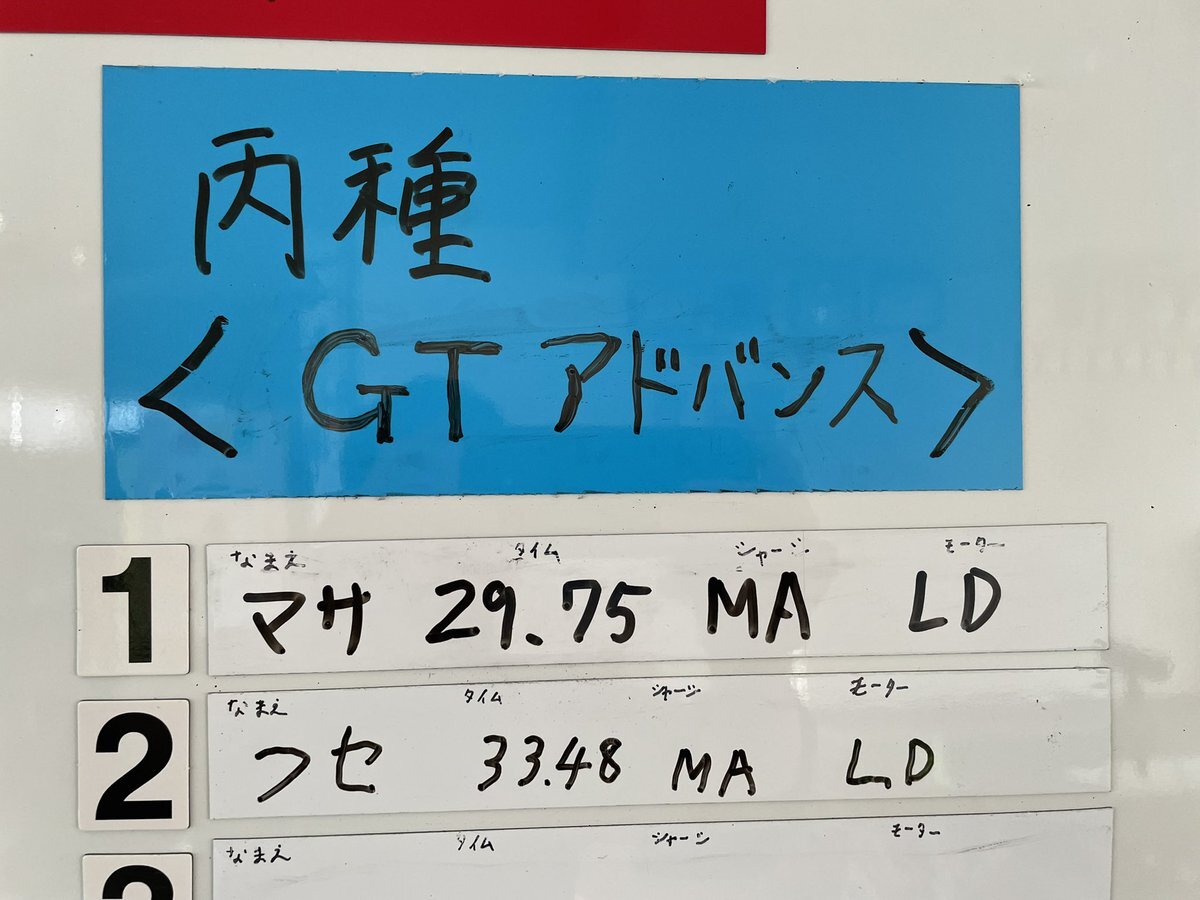 丙種
〈GTアドバンス〉
1 なまえ タイム シャーシ モーター
マサ 29.75 MA LD
2 なまえ タイム シャーシ モーター
フセ 33.48 MA LD
なまえ タイム シャーシ モーター